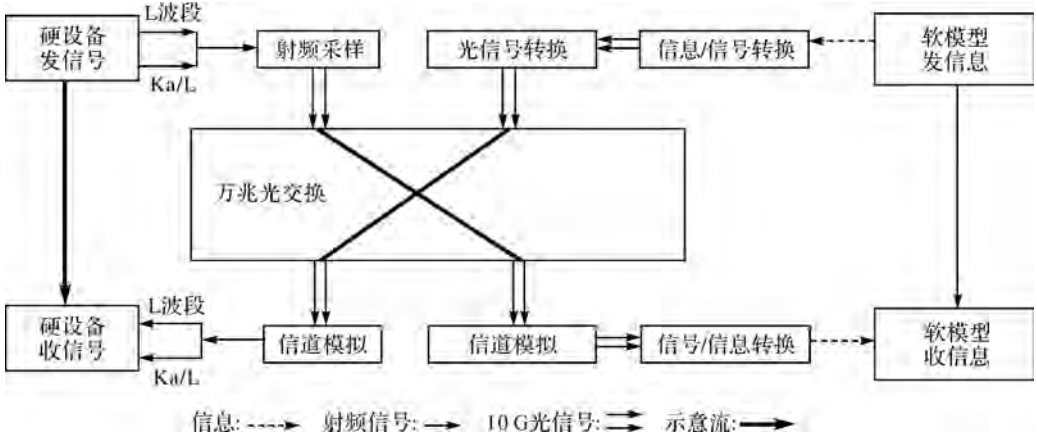 L波段
硬设备
发信号
Ka/L
射频采样
光信号转换
信息/信号转换
软模型
发信息
万兆光交换
L波段
硬设备
收信号
Ka/L
信道模拟
信道模拟
信号/信息转换
软模型
收信息
信息: 射频信号: 10 G光信号: 示意流: